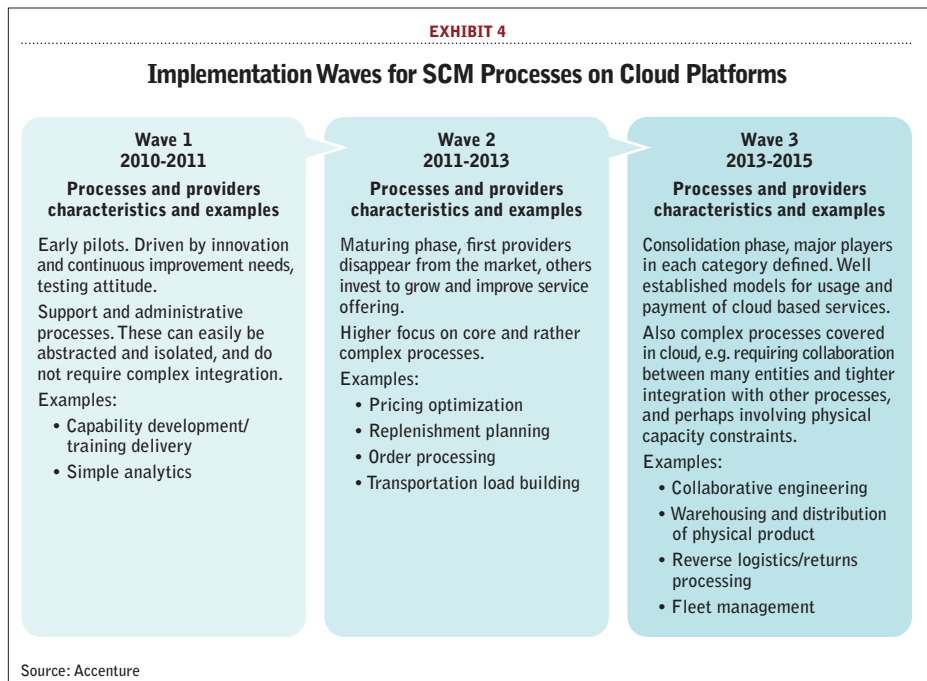 EXHIBIT 4
Implementation Waves for SCM Processes on Cloud Platforms
Wave 1
2010-2011
Processes and providers
characteristics and examples
Early pilots. Driven by innovation
and continuous improvement needs,
testing attitude.
Support and administrative
processes. These can easily be
abstracted and isolated, and do
not require complex integration.
Examples:
• Capability development/
training delivery
• Simple analytics
Wave 2
2011-2013
Processes and providers
characteristics and examples
Maturing phase, first providers
disappear from the market, others
invest to grow and improve service
offering.
Higher focus on core and rather
complex processes.
Examples:
• Pricing optimization
• Replenishment planning
• Order processing
• Transportation load building
Wave 3
2013-2015
Processes and providers
characteristics and examples
Consolidation phase, major players
in each category defined. Well
established models for usage and
payment of cloud based services.
Also complex processes covered
in cloud, e.g. requiring collaboration
between many entities and tighter
integration with other processes,
and perhaps involving physical
capacity constraints.
Examples:
• Collaborative engineering
• Warehousing and distribution
of physical product
• Reverse logistics/returns
processing
• Fleet management
Source: Accenture